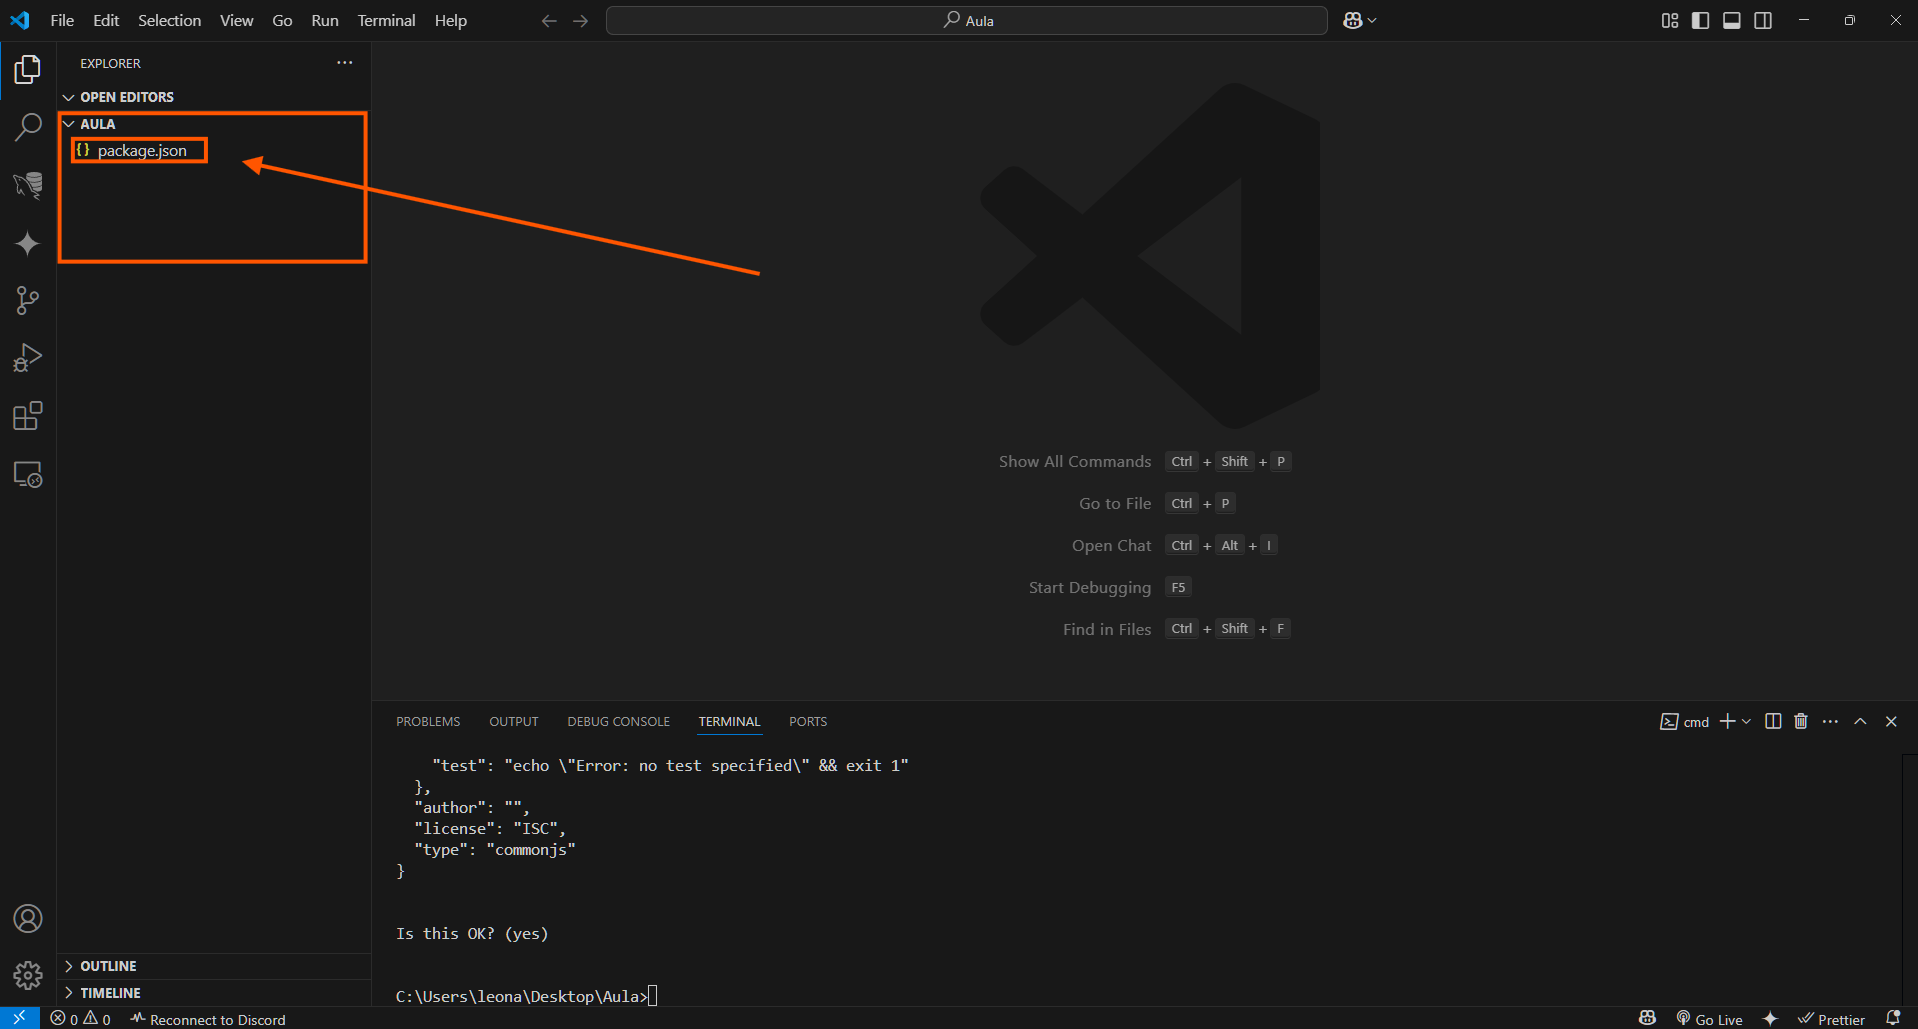 File Edit Selection View Go Run Terminal Help
Aula
EXPLORER
OPEN EDITORS
AULA
{} package.json
Show All Commands Ctrl + Shift + P
Go to File Ctrl + P
Open Chat Ctrl + Alt + I
Start Debugging F5
Find in Files Ctrl + Shift + F
PROBLEMS OUTPUT DEBUG CONSOLE TERMINAL PORTS
cmd
"test": "echo \"Error: no test specified\" && exit 1"
},
"author": "",
"license": "ISC",
"type": "commonjs"
}
Is this OK? (yes)
C:\Users\leona\Desktop\Aula>
OUTLINE
TIMELINE
0 0 Reconnect to Discord
Go Live Prettier